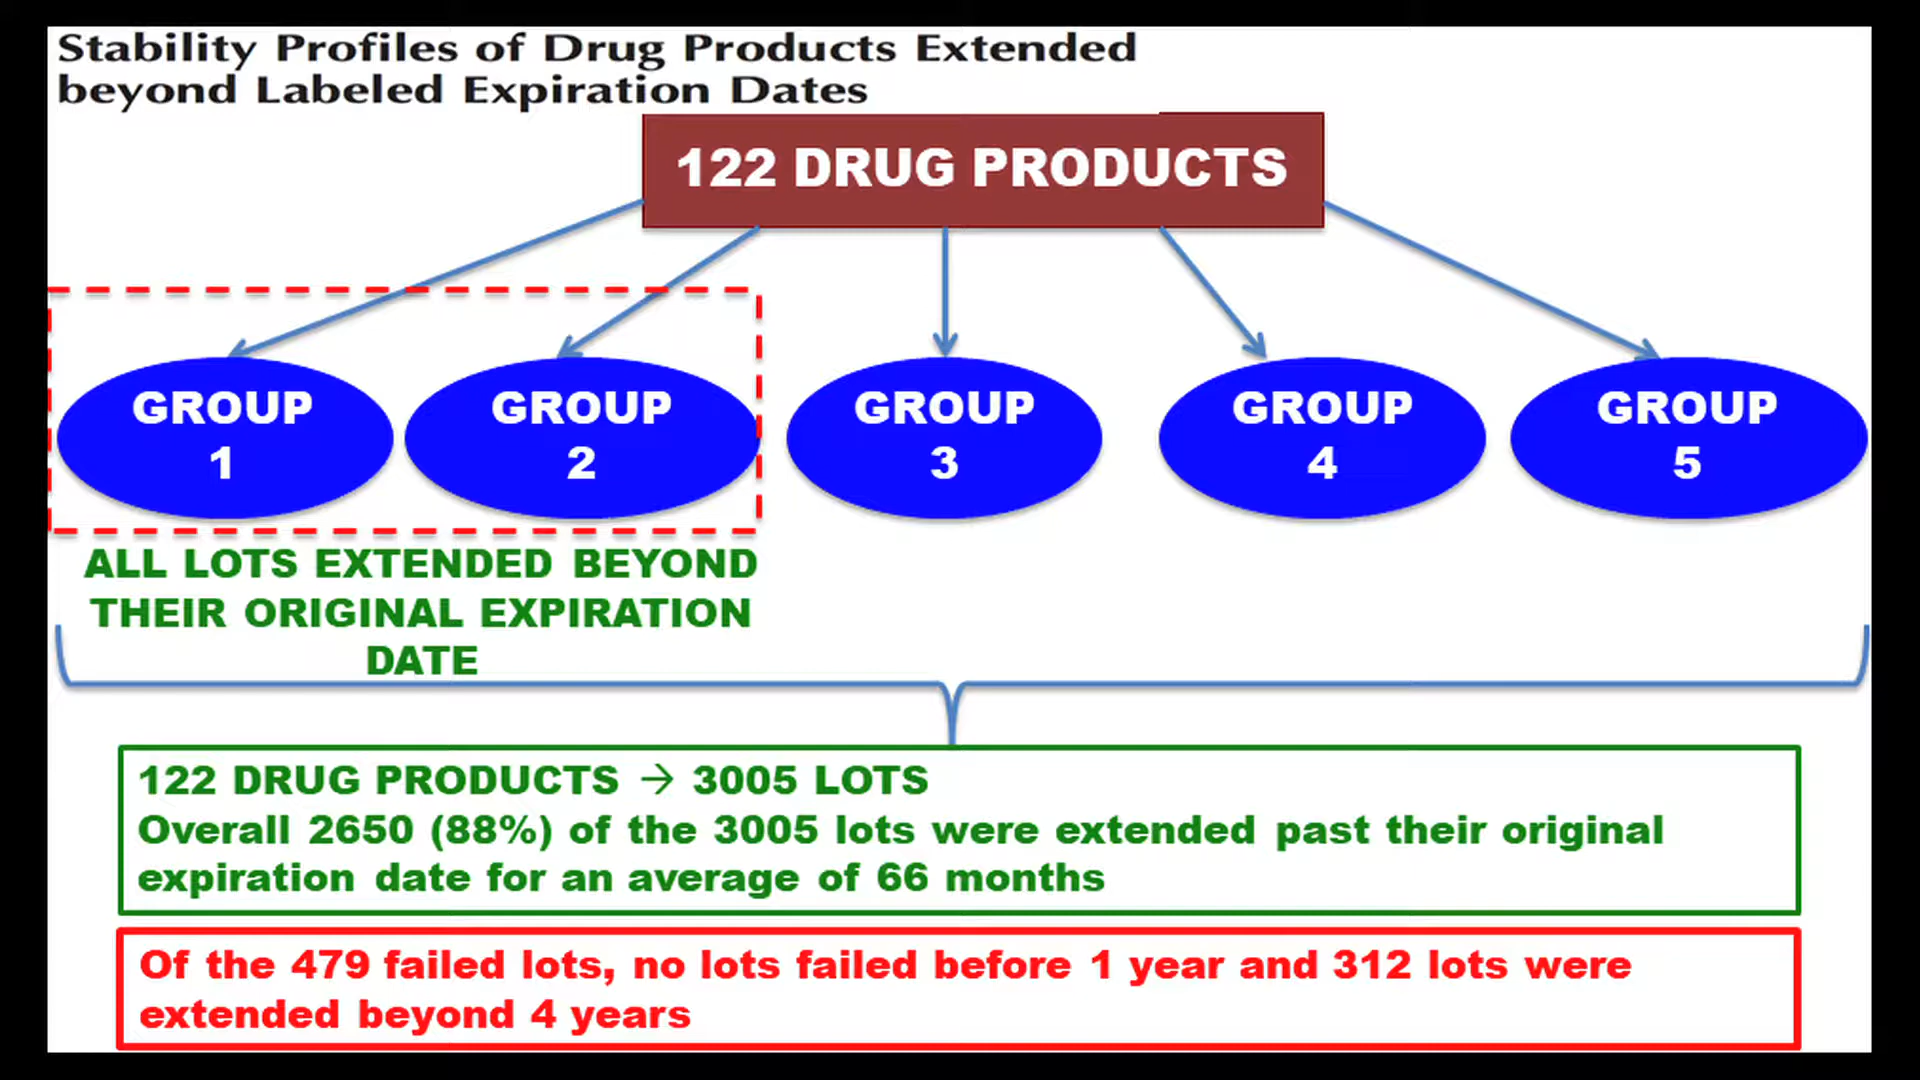 Stability Profiles of Drug Products Extended
beyond Labeled Expiration Dates
122 DRUG PRODUCTS
GROUP
1
GROUP
2
GROUP
3
GROUP
4
GROUP
5
ALL LOTS EXTENDED BEYOND
THEIR ORIGINAL EXPIRATION
DATE
122 DRUG PRODUCTS → 3005 LOTS
Overall 2650 (88%) of the 3005 lots were extended past their original
expiration date for an average of 66 months
Of the 479 failed lots, no lots failed before 1 year and 312 lots were
extended beyond 4 years